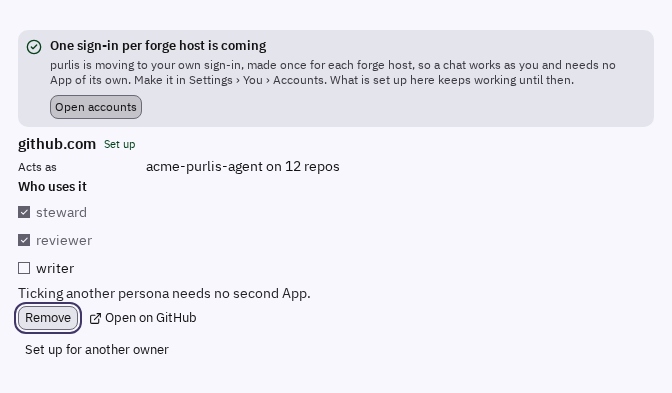 One sign-in per forge host is coming
purlis is moving to your own sign-in, made once for each forge host, so a chat works as you and needs no
App of its own. Make it in Settings › You › Accounts. What is set up here keeps working until then.
Open accounts
github.com Set up
Acts as acme-purlis-agent on 12 repos
Who uses it
steward
reviewer
writer
Ticking another persona needs no second App.
Remove Open on GitHub
Set up for another owner